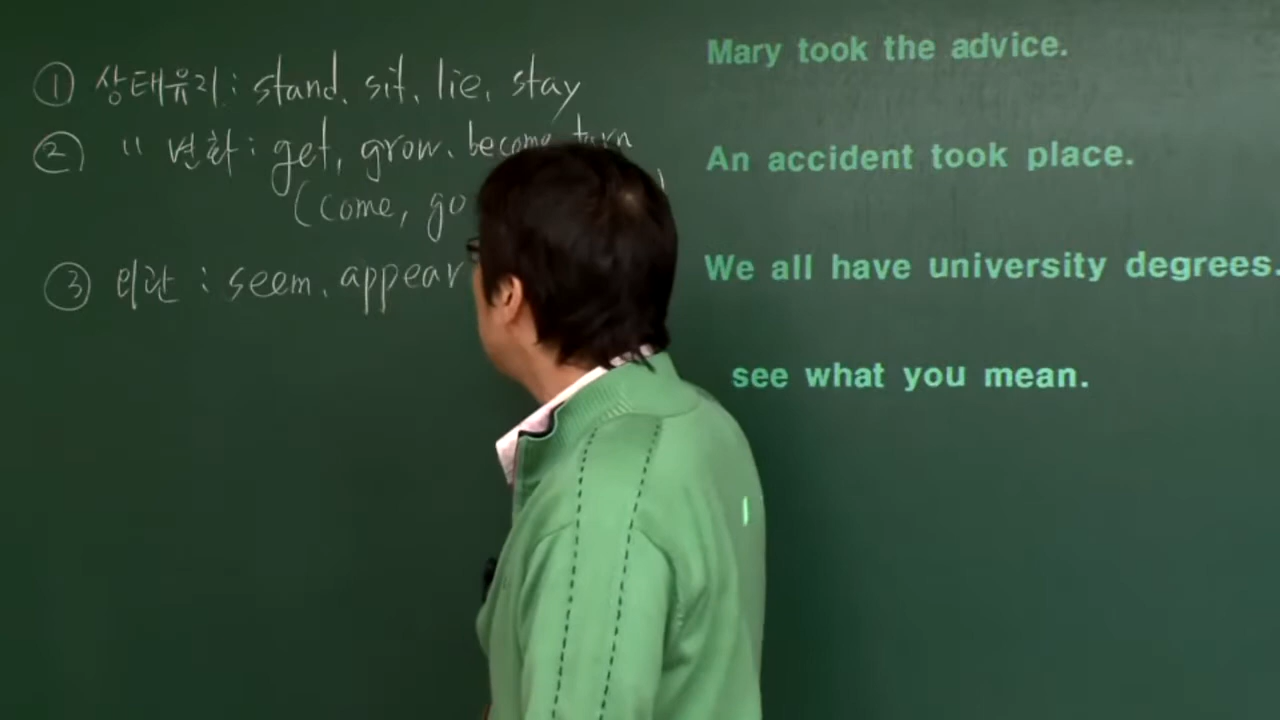 ① 상태유지 : stand, sit, lie, stay
② " 변화 : get, grow, become, turn
(come, go
③ 외관 : seem, appear
Mary took the advice.
An accident took place.
We all have university degrees.
see what you mean.